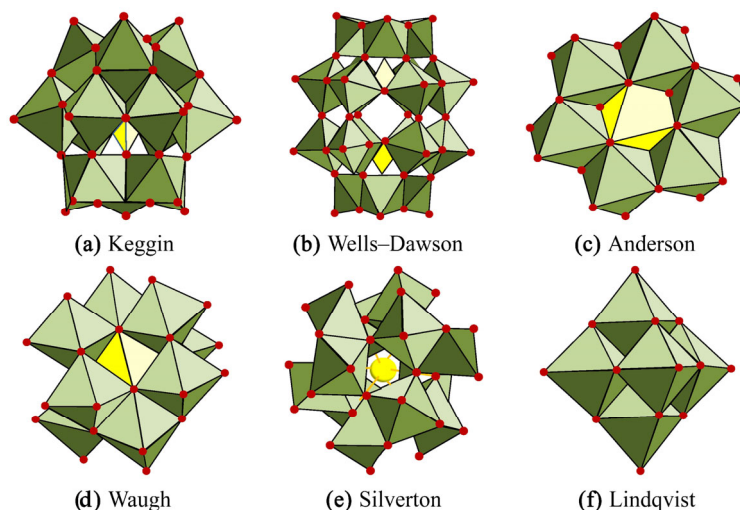 (a) Keggin
(b) Wells–Dawson
(c) Anderson
(d) Waugh
(e) Silverton
(f) Lindqvist